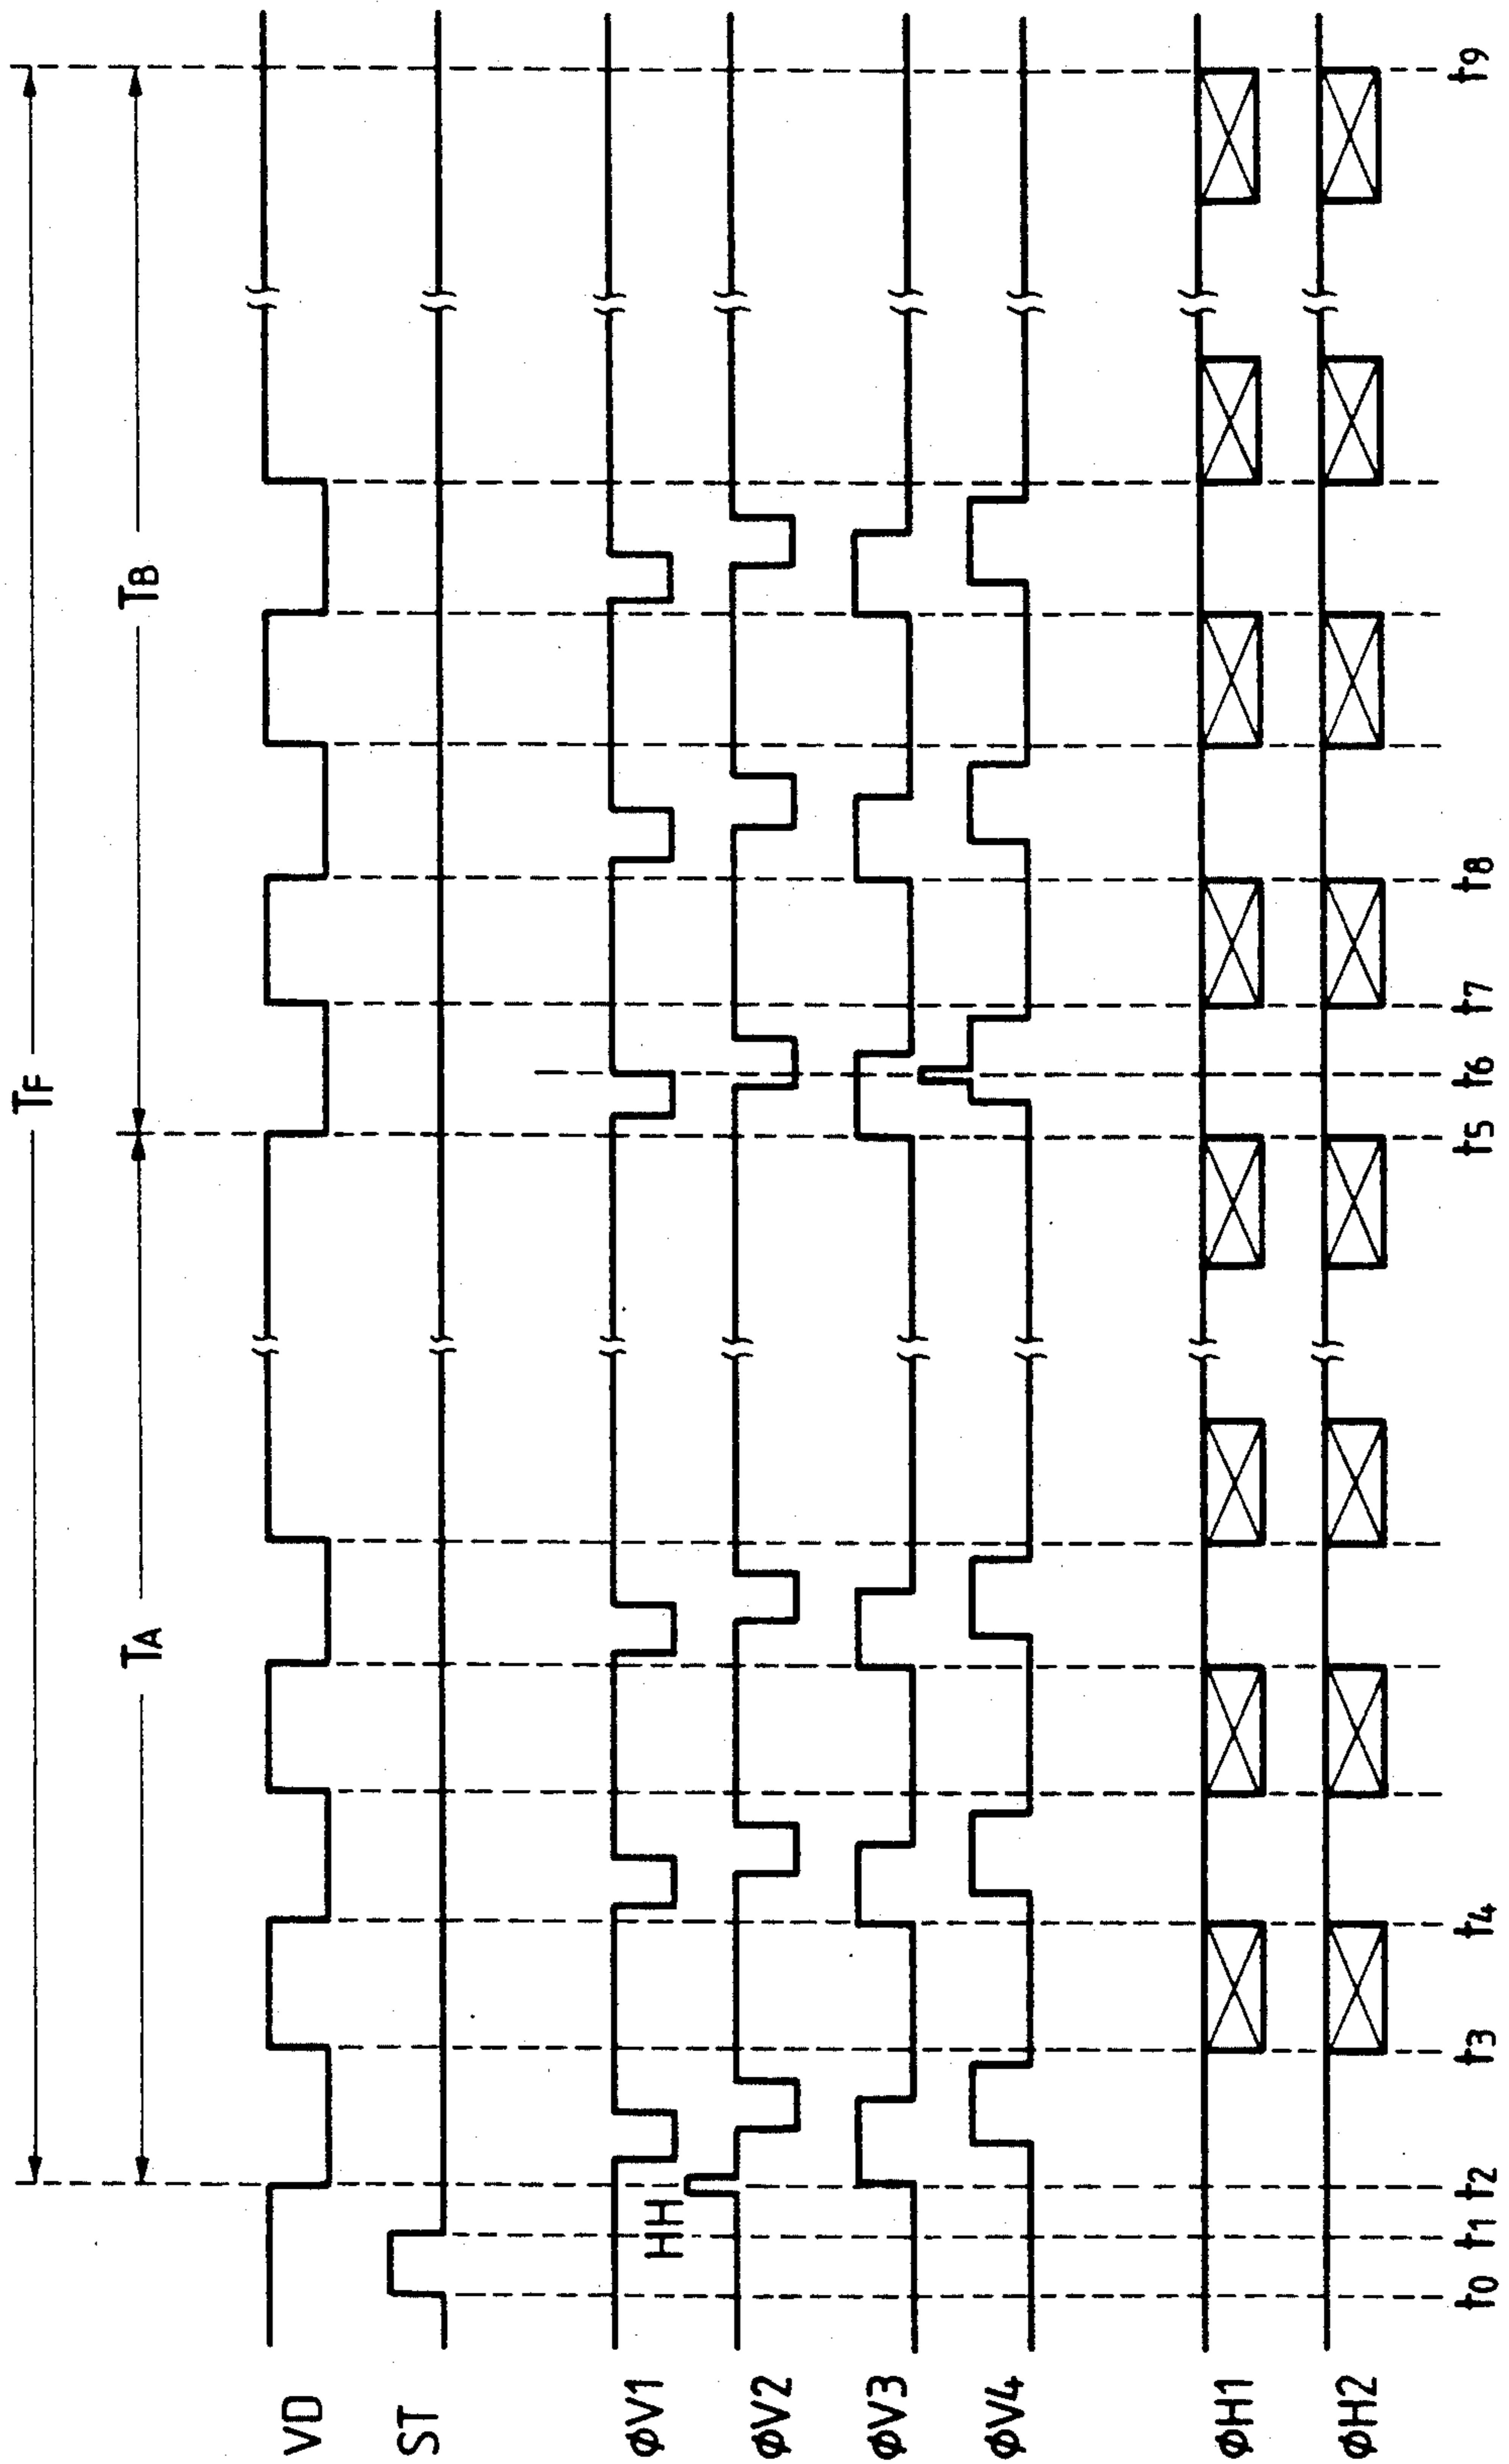 TF
TA TB
VD
ST
ΦV1
HH
ΦV2
ΦV3
ΦV4
ΦH1
ΦH2
t0 t1 t2 t3 t4 t5 t6 t7 t8 t9